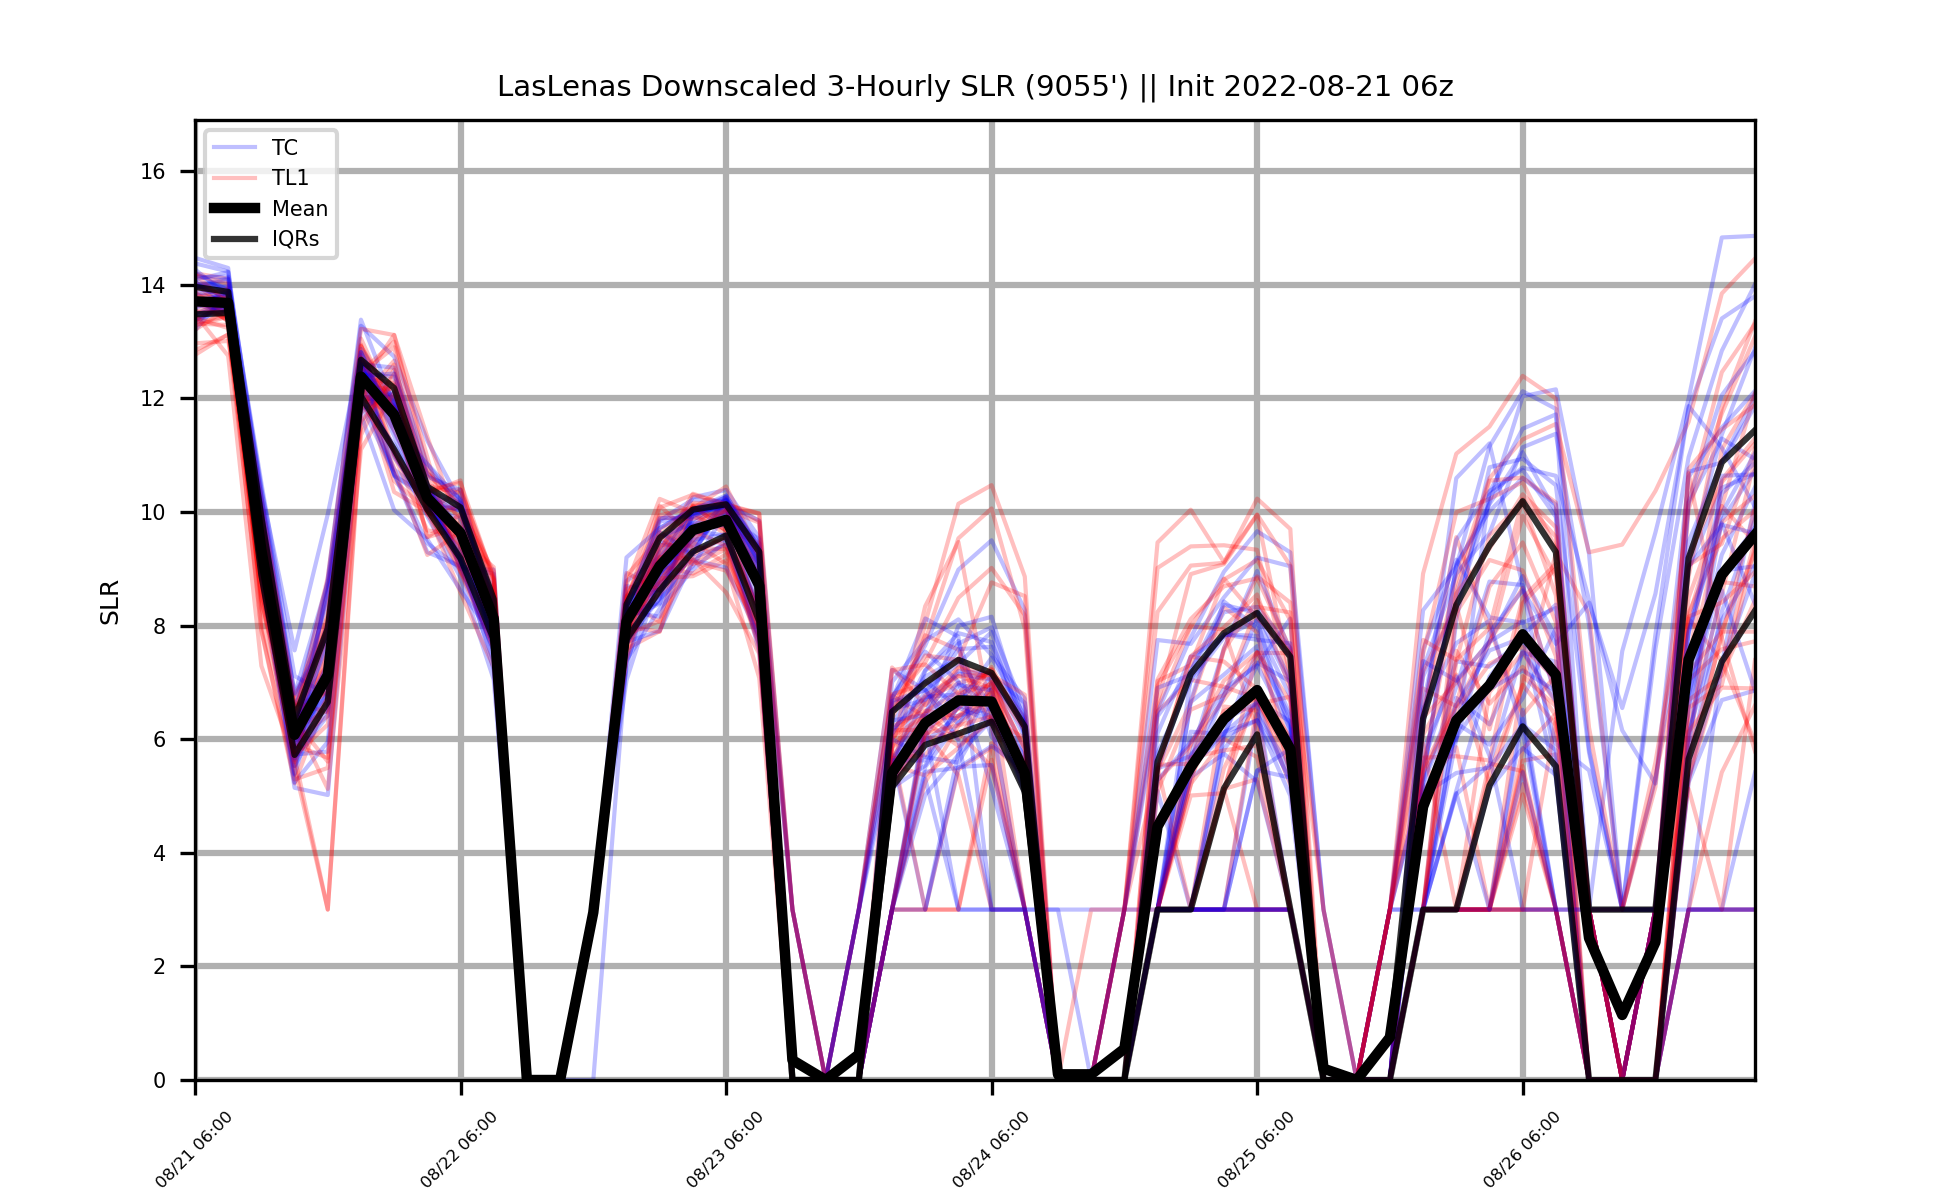 LasLenas Downscaled 3-Hourly SLR (9055') || Init 2022-08-21 06z
TC
TL1
Mean
IQRs
SLR
16
14
12
10
8
6
4
2
0
08/21 06:00
08/22 06:00
08/23 06:00
08/24 06:00
08/25 06:00
08/26 06:00